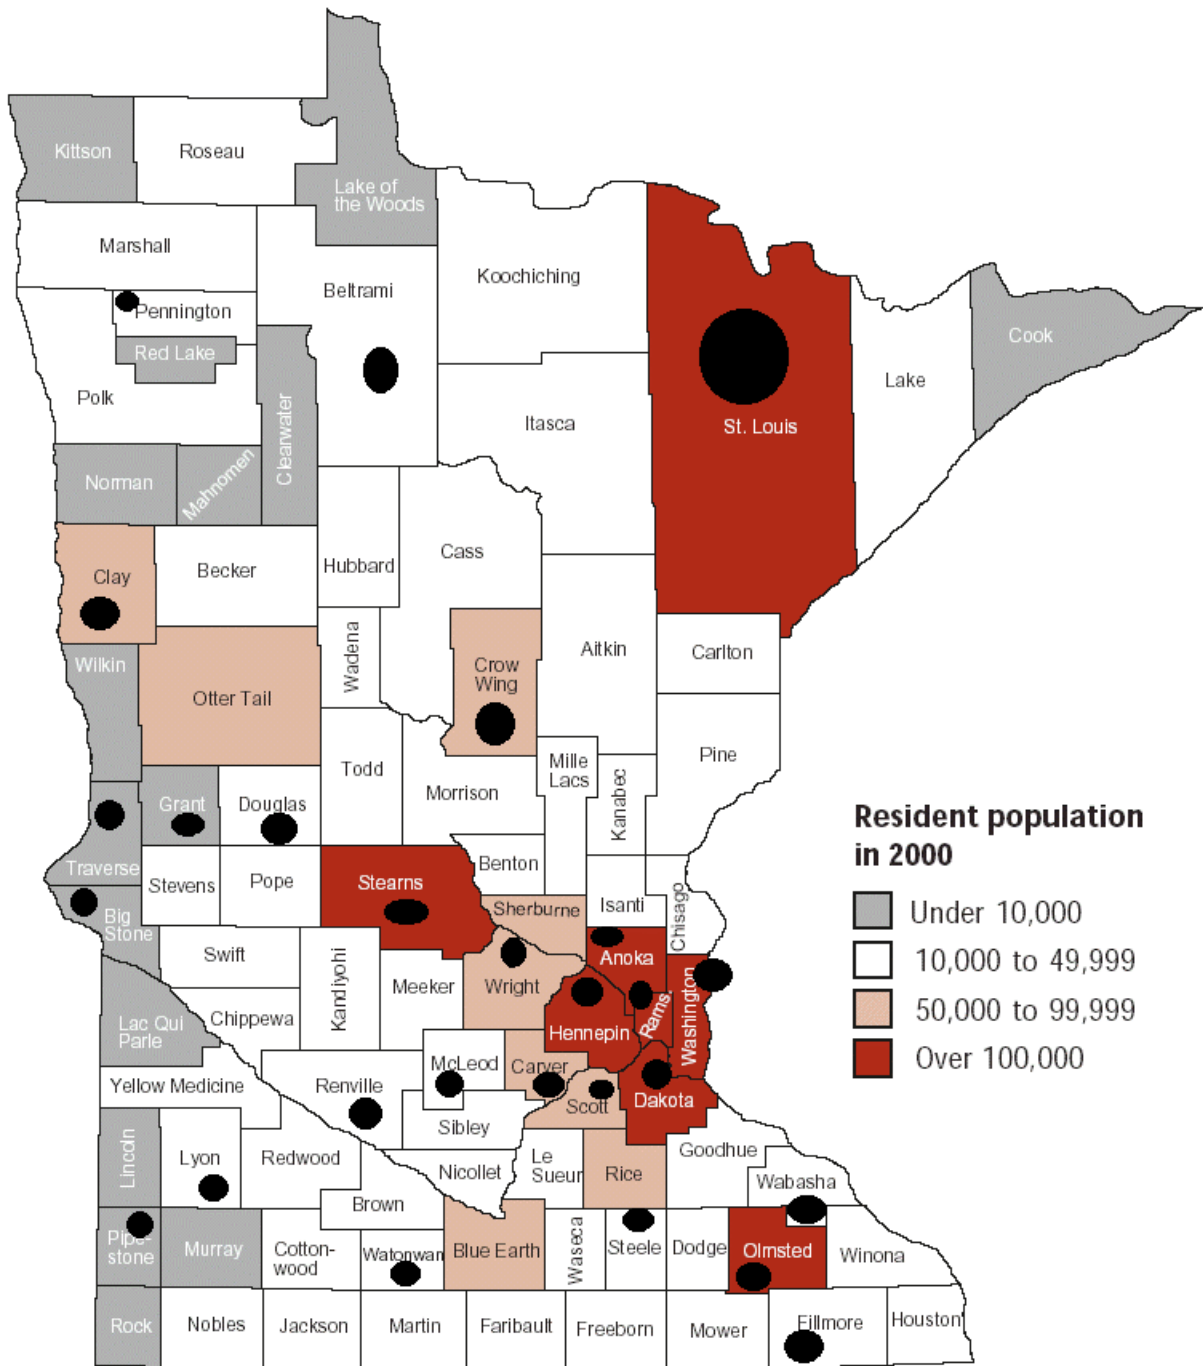 Kittson
Roseau
Lake of
the Woods
Marshall
Koochiching
Beltrami
Pennington
Cook
Red Lake
Lake
Polk
Itasca
St. Louis
Clearwater
Norman
Mahnomen
Cass
Hubbard
Becker
Clay
Aitkin
Carlton
Wadena
Wilkin
Crow
Wing
Otter Tail
Pine
Mille
Lacs
Todd
Morrison
Kanabec
Grant
Douglas
Benton
Traverse
Stevens
Pope
Stearns
Sherburne
Isanti
Chisago
Big
Stone
Swift
Kandiyohi
Meeker
Wright
Anoka
Washington
Rams.
Hennepin
Lac Qui
Parle
Chippewa
McLeod
Carver
Yellow Medicine
Renville
Scott
Dakota
Sibley
Lincoln
Lyon
Redwood
Nicollet
Le
Sueur
Rice
Goodhue
Wabasha
Brown
Pipe-
stone
Murray
Cotton-
wood
Watonwan
Blue Earth
Waseca
Steele
Dodge
Olmsted
Winona
Rock
Nobles
Jackson
Martin
Faribault
Freeborn
Mower
Fillmore
Houston
Resident population
in 2000
Under 10,000
10,000 to 49,999
50,000 to 99,999
Over 100,000